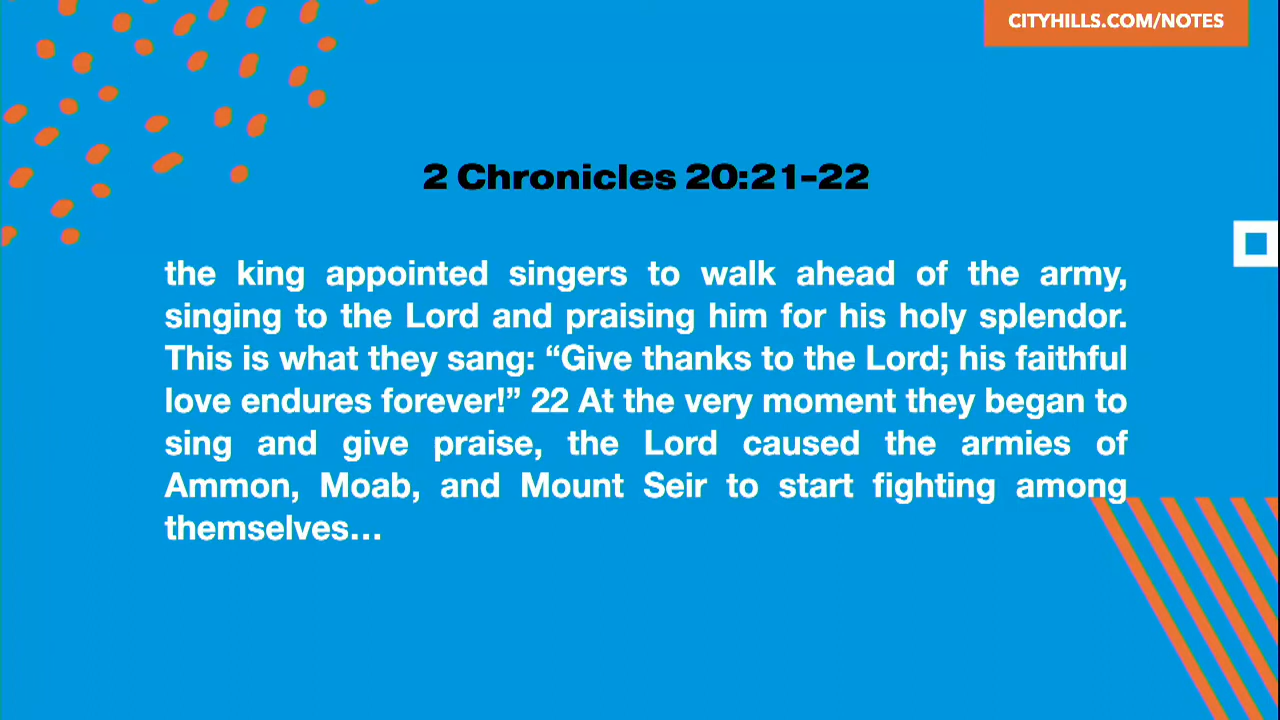 CITYHILLS.COM/NOTES
2 Chronicles 20:21-22
the king appointed singers to walk ahead of the army,
singing to the Lord and praising him for his holy splendor.
This is what they sang: “Give thanks to the Lord; his faithful
love endures forever!” 22 At the very moment they began to
sing and give praise, the Lord caused the armies of
Ammon, Moab, and Mount Seir to start fighting among
themselves…